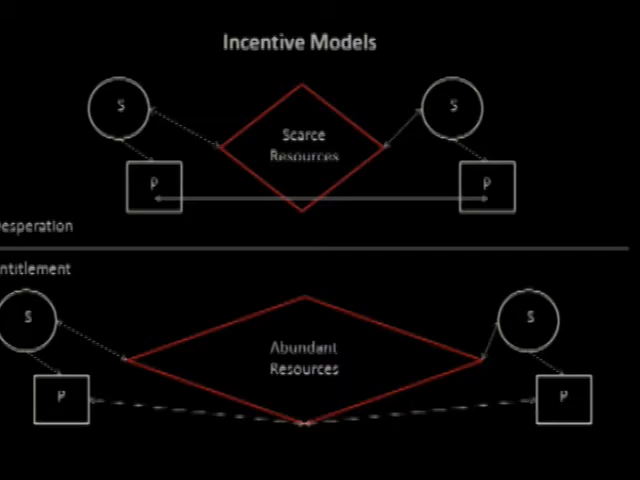 Incentive Models
S
S
Scarce
Resources
P
P
esperation
ntitlement
S
S
Abundant
Resources
P
P